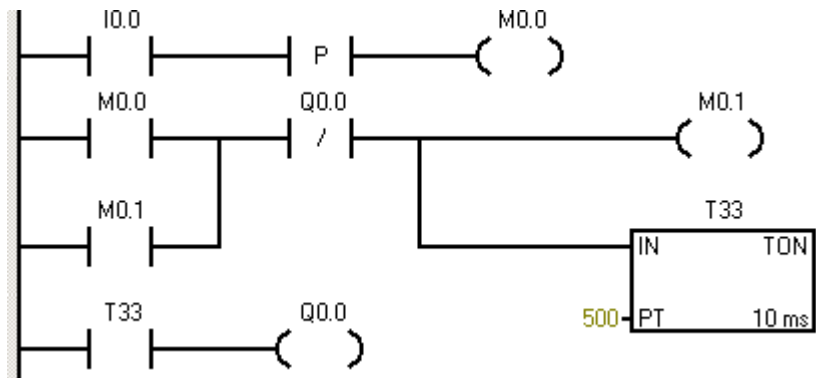 I0.0 M0.0
P
M0.0 Q0.0 M0.1
/
M0.1 T33
IN TON
T33 Q0.0 500 PT 10 ms